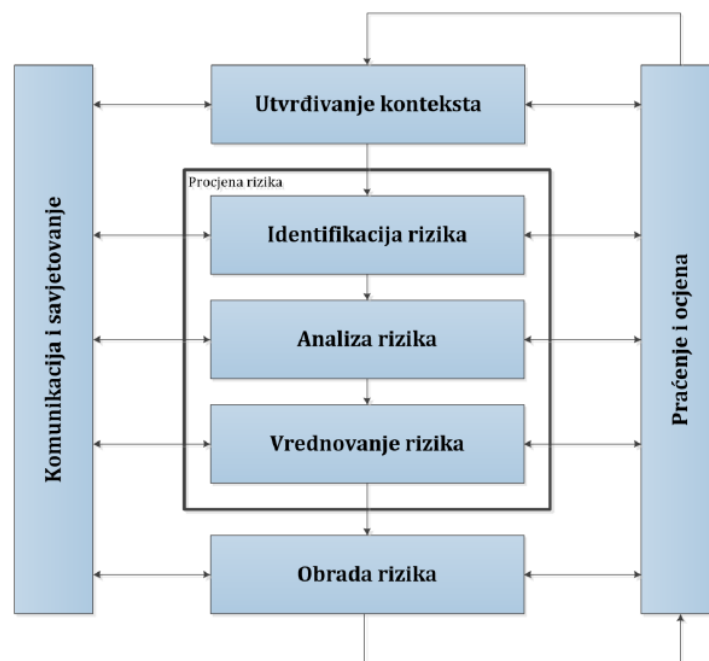 Utvrđivanje konteksta
Procjena rizika
Identifikacija rizika
Analiza rizika
Vrednovanje rizika
Obrada rizika
Komunikacija i savjetovanje
Praćenje i ocjena